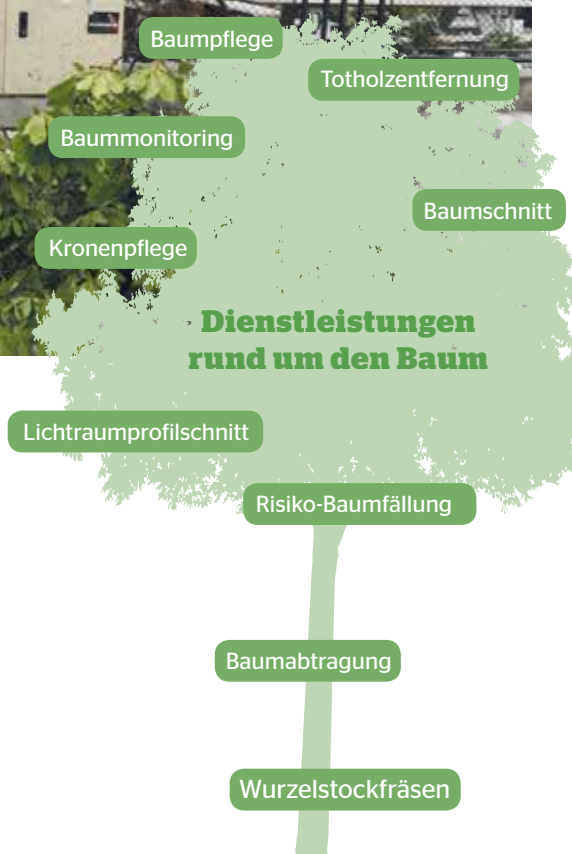 Baumpflege
Totholzentfernung
Baummonitoring
Baumschnitt
Kronenpflege
Dienstleistungen
rund um den Baum
Lichtraumprofilschnitt
Risiko-Baumfällung
Baumabtragung
Wurzelstockfräsen